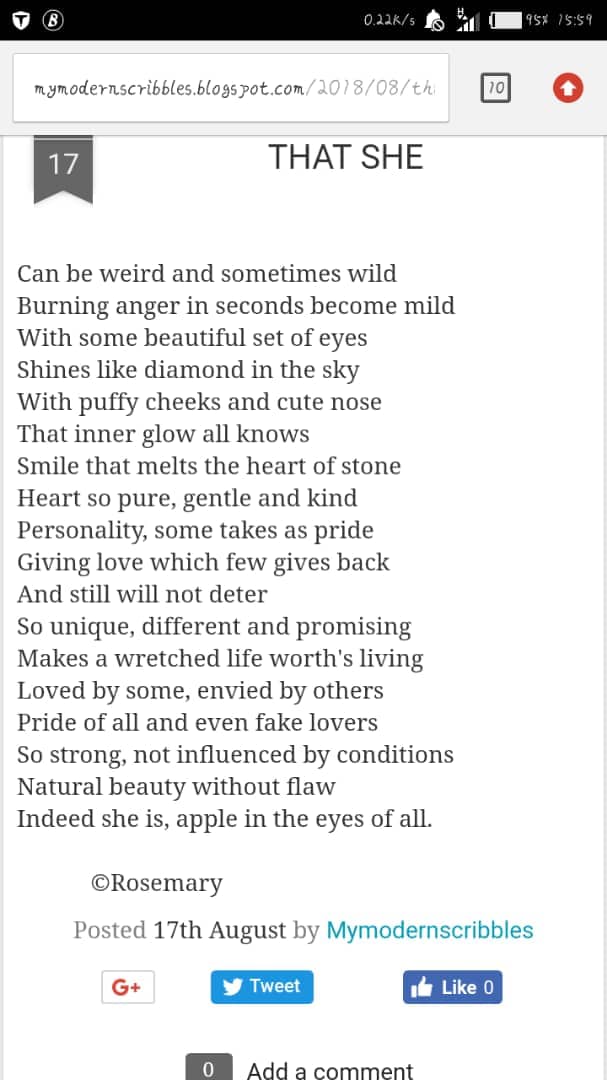 0.22K/s H 95% 15:59
mymodernscribbles.blogspot.com/2018/08/th
10
17
THAT SHE
Can be weird and sometimes wild
Burning anger in seconds become mild
With some beautiful set of eyes
Shines like diamond in the sky
With puffy cheeks and cute nose
That inner glow all knows
Smile that melts the heart of stone
Heart so pure, gentle and kind
Personality, some takes as pride
Giving love which few gives back
And still will not deter
So unique, different and promising
Makes a wretched life worth's living
Loved by some, envied by others
Pride of all and even fake lovers
So strong, not influenced by conditions
Natural beauty without flaw
Indeed she is, apple in the eyes of all.
©Rosemary
Posted 17th August by Mymodernscribbles
G+ Tweet Like 0
0 Add a comment